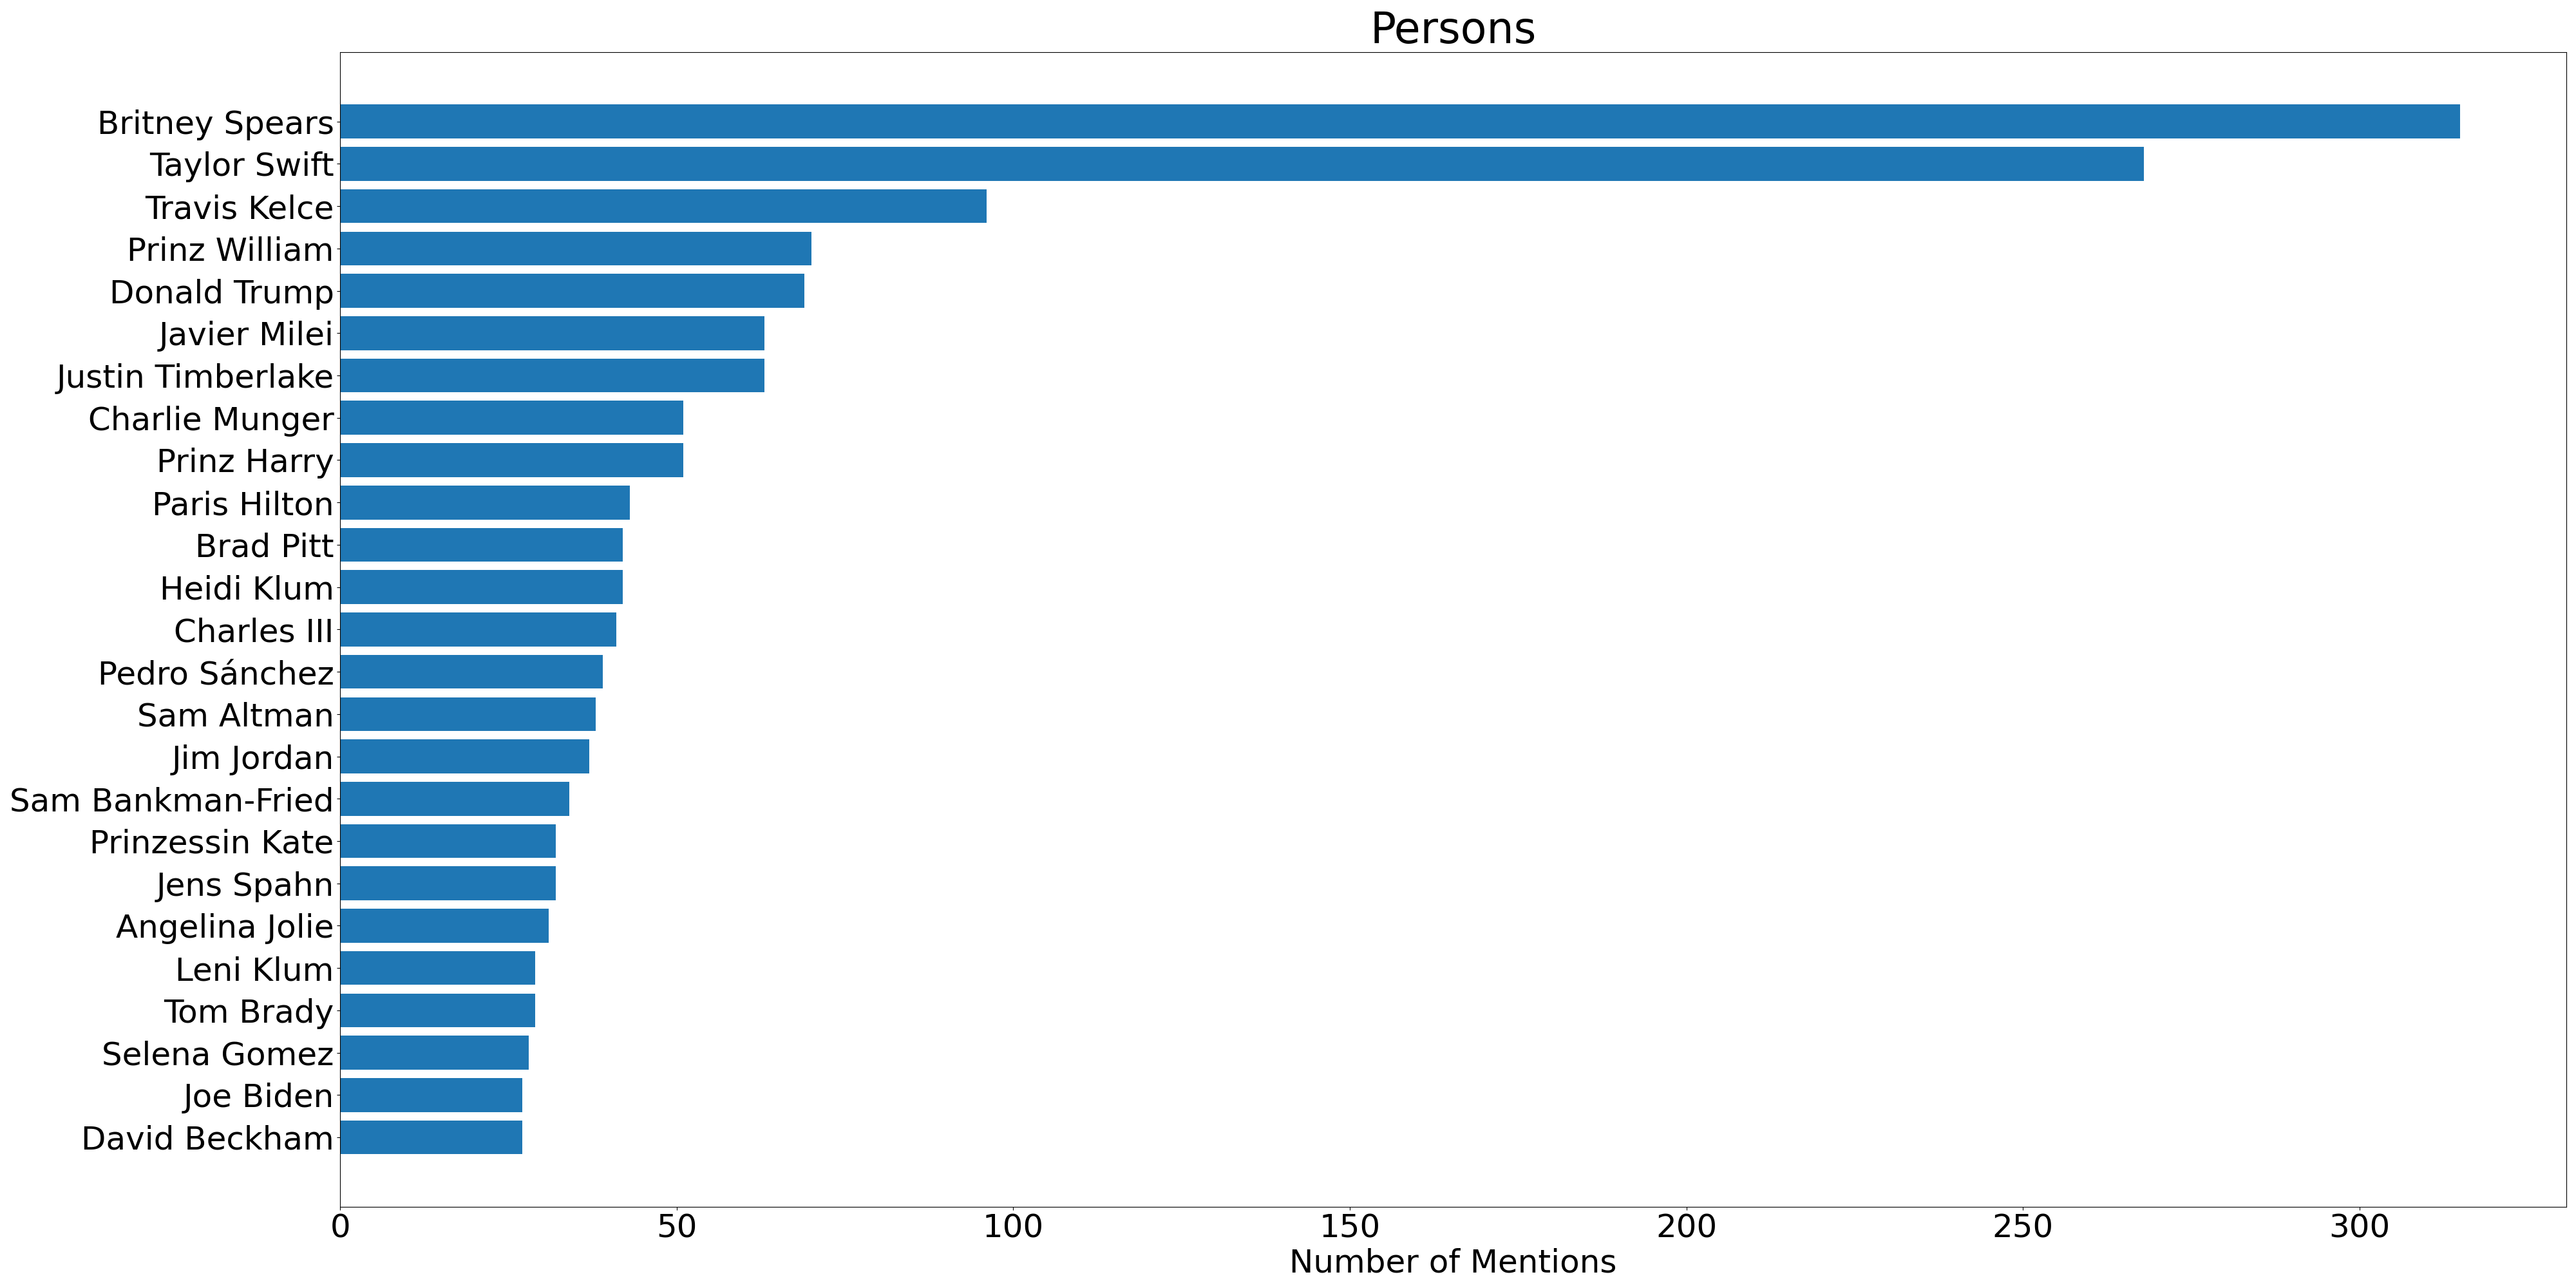 Persons
Britney Spears
Taylor Swift
Travis Kelce
Prinz William
Donald Trump
Javier Milei
Justin Timberlake
Charlie Munger
Prinz Harry
Paris Hilton
Brad Pitt
Heidi Klum
Charles III
Pedro Sánchez
Sam Altman
Jim Jordan
Sam Bankman-Fried
Prinzessin Kate
Jens Spahn
Angelina Jolie
Leni Klum
Tom Brady
Selena Gomez
Joe Biden
David Beckham
0 50 100 150 200 250 300
Number of Mentions